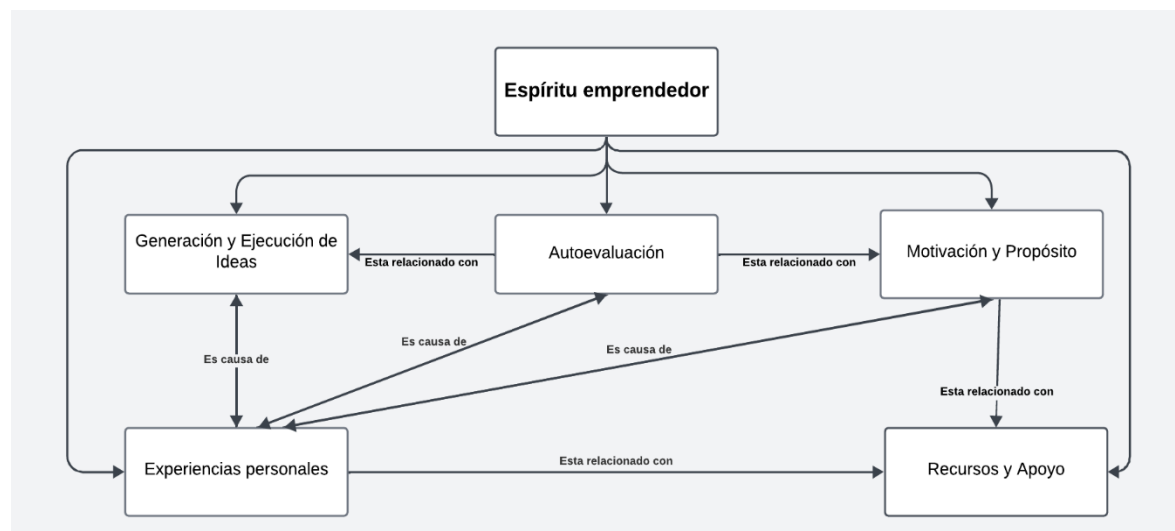 Espíritu emprendedor
Generación y Ejecución de
Ideas
Esta relacionado con
Autoevaluación
Esta relacionado con
Motivación y Propósito
Es causa de
Es causa de
Es causa de
Esta relacionado con
Experiencias personales
Esta relacionado con
Recursos y Apoyo